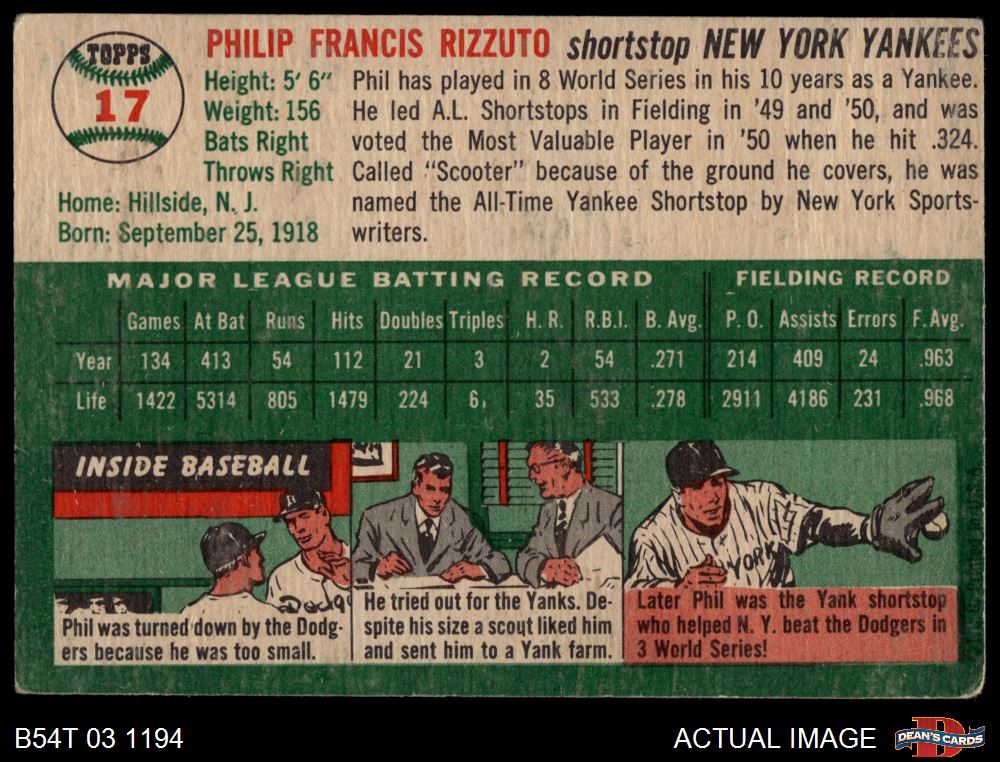 TOPPS
17
PHILIP FRANCIS RIZZUTO shortstop NEW YORK YANKEES
Height: 5' 6"
Weight: 156
Bats Right
Throws Right
Home: Hillside, N. J.
Born: September 25, 1918
Phil has played in 8 World Series in his 10 years as a Yankee.
He led A.L. Shortstops in Fielding in '49 and '50, and was
voted the Most Valuable Player in '50 when he hit .324.
Called "Scooter" because of the ground he covers, he was
named the All-Time Yankee Shortstop by New York Sports-
writers.
MAJOR LEAGUE BATTING RECORD FIELDING RECORD
Games At Bat Runs Hits Doubles Triples H. R. R.B.I. B. Avg. P. O. Assists Errors F. Avg.
Year 134 413 54 112 21 3 2 54 .271 214 409 24 .963
Life 1422 5314 805 1479 224 35 533 .278 2911 4186 231 .968
INSIDE BASEBALL
B
Dodg
YORK
Phil was turned down by the Dodg-
ers because he was too small.
He tried out for the Yanks. De-
spite his size a scout liked him
and sent him to a Yank farm.
Later Phil was the Yank shortstop
who helped N. Y. beat the Dodgers in
3 World Series!
B54T 03 1194
ACTUAL IMAGE
DEAN'S CARDS